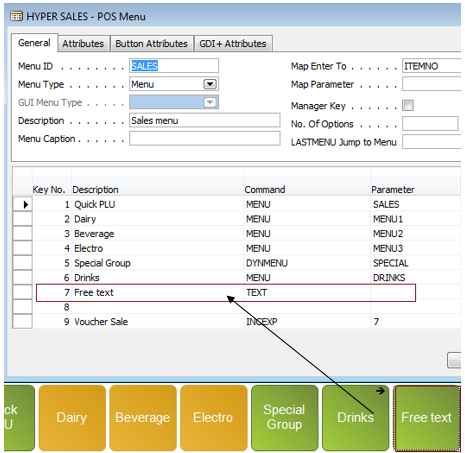 HYPER SALES - POS Menu
General Attributes Button Attributes GDI+ Attributes
Menu ID . . . . . . . . SALES Map Enter To . . . . . ITEMNO
Menu Type . . . . . . . Menu Map Parameter . . . . .
GUI Menu Type . . . . . Manager Key . . . . . .
Description . . . . . . . Sales menu No. Of Options . . . . .
Menu Caption . . . . . . LASTMENU Jump to Menu
Key No. Description Command Parameter
1 Quick PLU MENU SALES
2 Dairy MENU MENU1
3 Beverage MENU MENU2
4 Electro MENU MENU3
5 Special Group DYNMENU SPECIAL
6 Drinks MENU DRINKS
7 Free text TEXT
8
9 Voucher Sale INCEXP 7
ck
U
Dairy
Beverage
Electro
Special
Group
Drinks
Free text